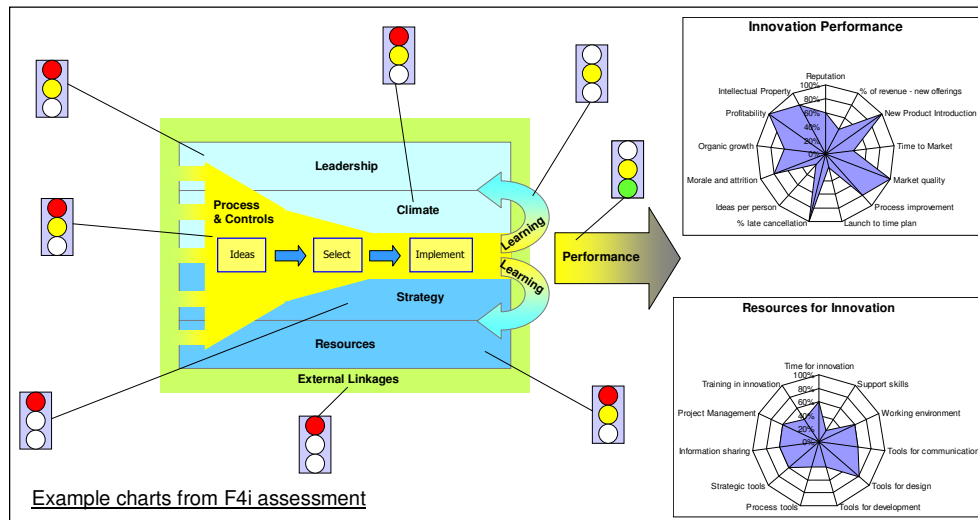 Leadership
Climate
Process
& Controls
Ideas
Select
Implement
Learning
Learning
Performance
Strategy
Resources
External Linkages
Example charts from F4i assessment
Innovation Performance
Reputation
% of revenue - new offerings
New Product Introduction
Time to Market
Market quality
Process improvement
Launch to time plan
% late cancellation
Ideas per person
Morale and attrition
Organic growth
Profitability
Intellectual Property
100%
80%
60%
40%
20%
0%
Resources for Innovation
Time for innovation
Support skills
Working environment
Tools for communication
Tools for design
Tools for development
Process tools
Strategic tools
Information sharing
Project Management
Training in innovation
100%
80%
60%
40%
20%
0%